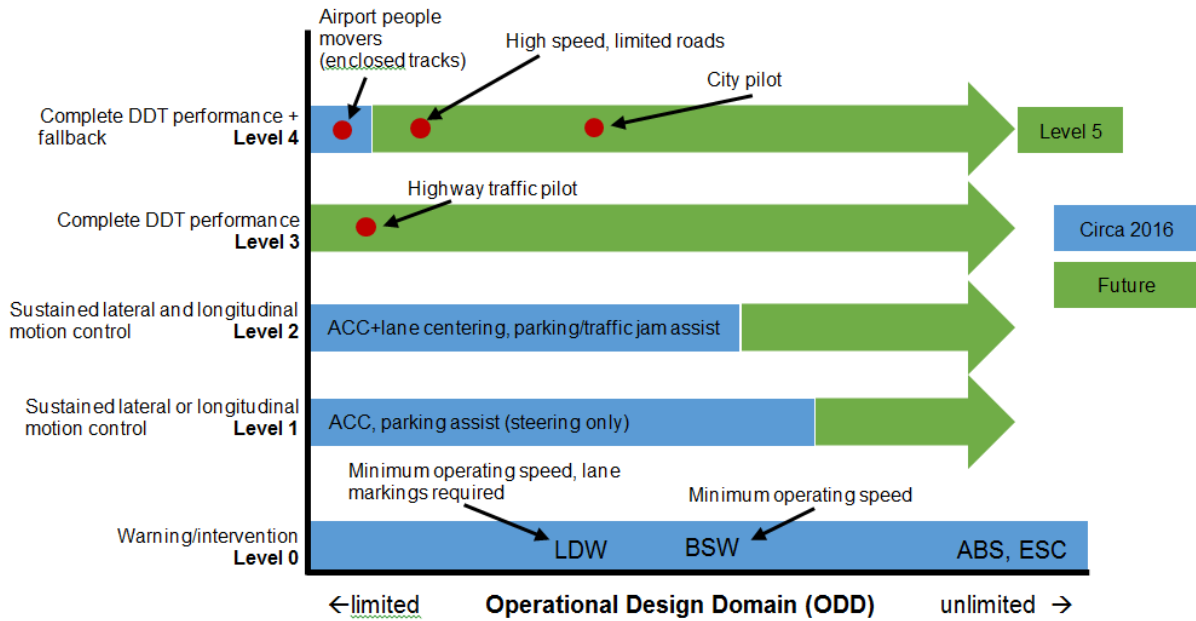 Airport people
movers
(enclosed tracks)
High speed, limited roads
City pilot
Complete DDT performance +
fallback Level 4
Level 5
Highway traffic pilot
Complete DDT performance
Level 3
Circa 2016
Future
Sustained lateral and longitudinal
motion control Level 2
ACC+lane centering, parking/traffic jam assist
Sustained lateral or longitudinal
motion control Level 1
ACC, parking assist (steering only)
Minimum operating speed, lane
markings required
Minimum operating speed
Warning/intervention
Level 0
LDW
BSW
ABS, ESC
←limited Operational Design Domain (ODD) unlimited →